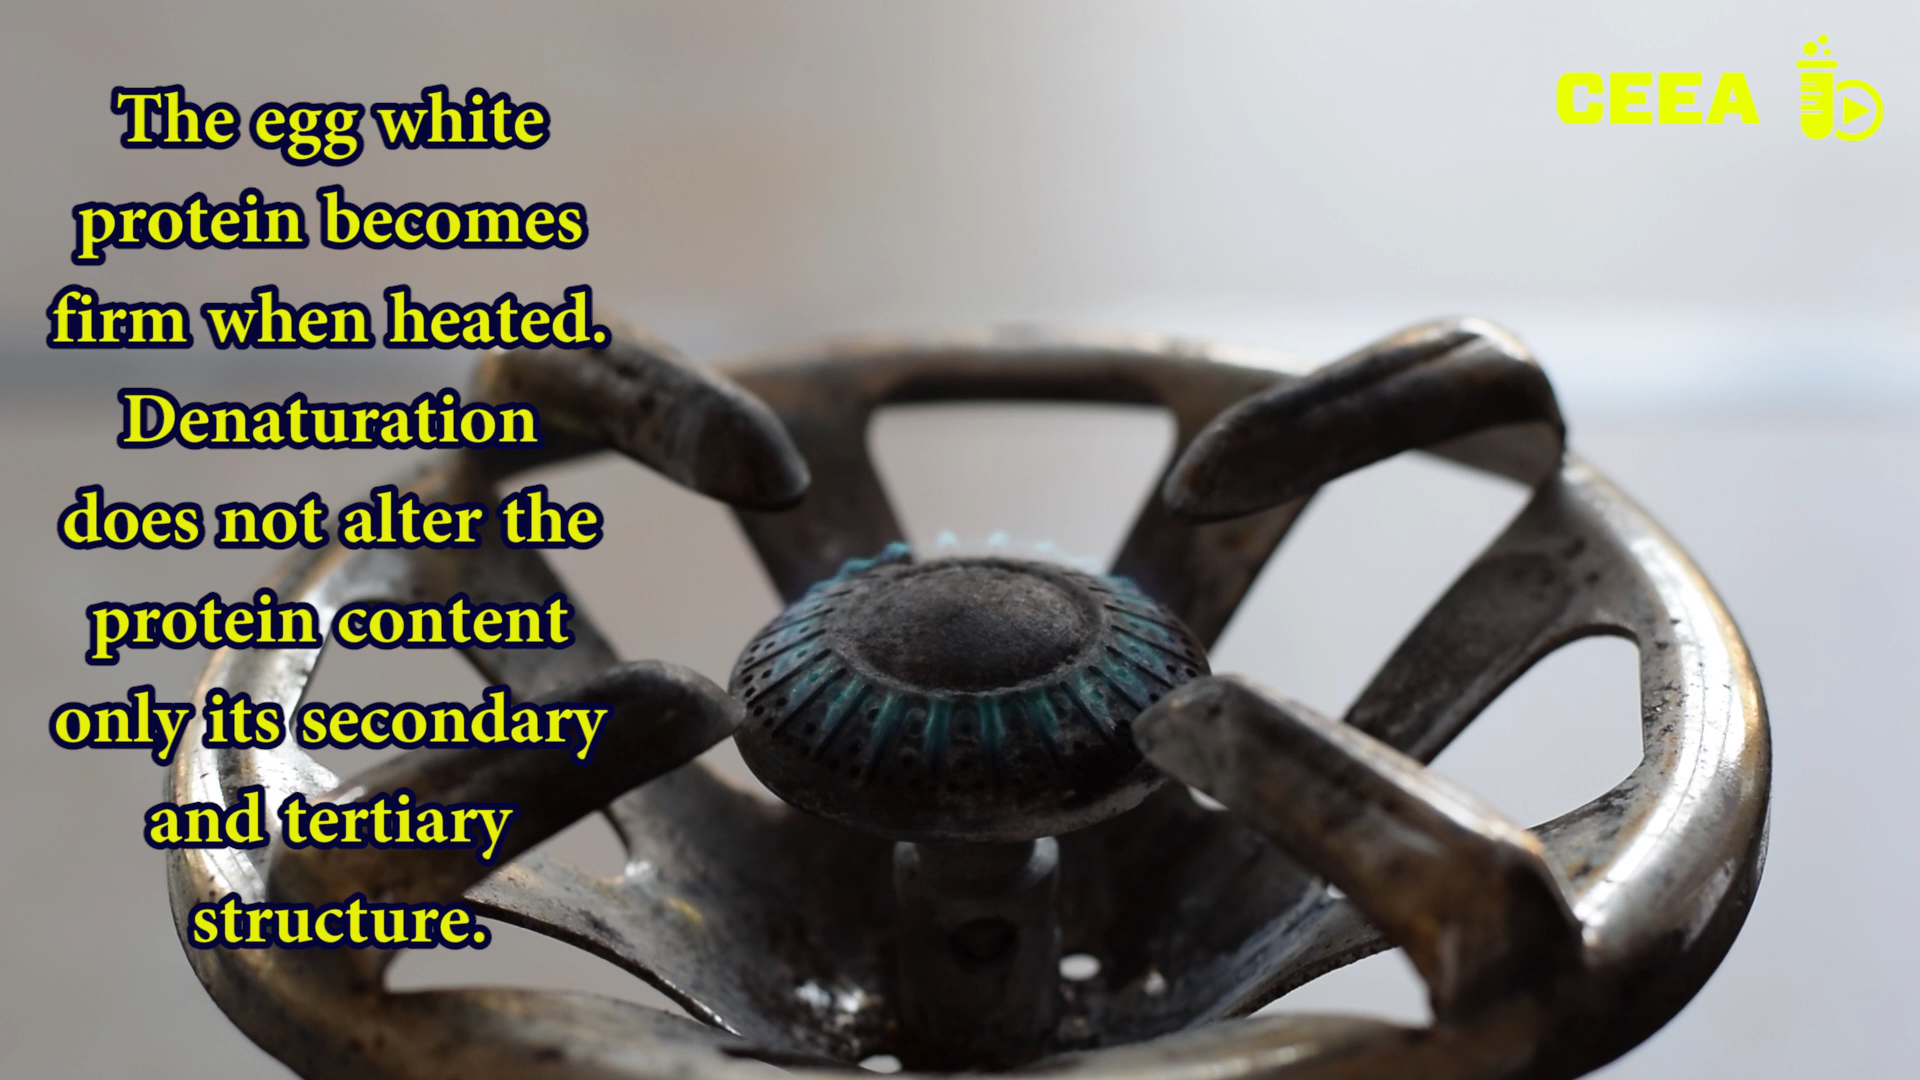 The egg white
protein becomes
firm when heated.
Denaturation
does not alter the
protein content
only its secondary
and tertiary
structure.
CEEA